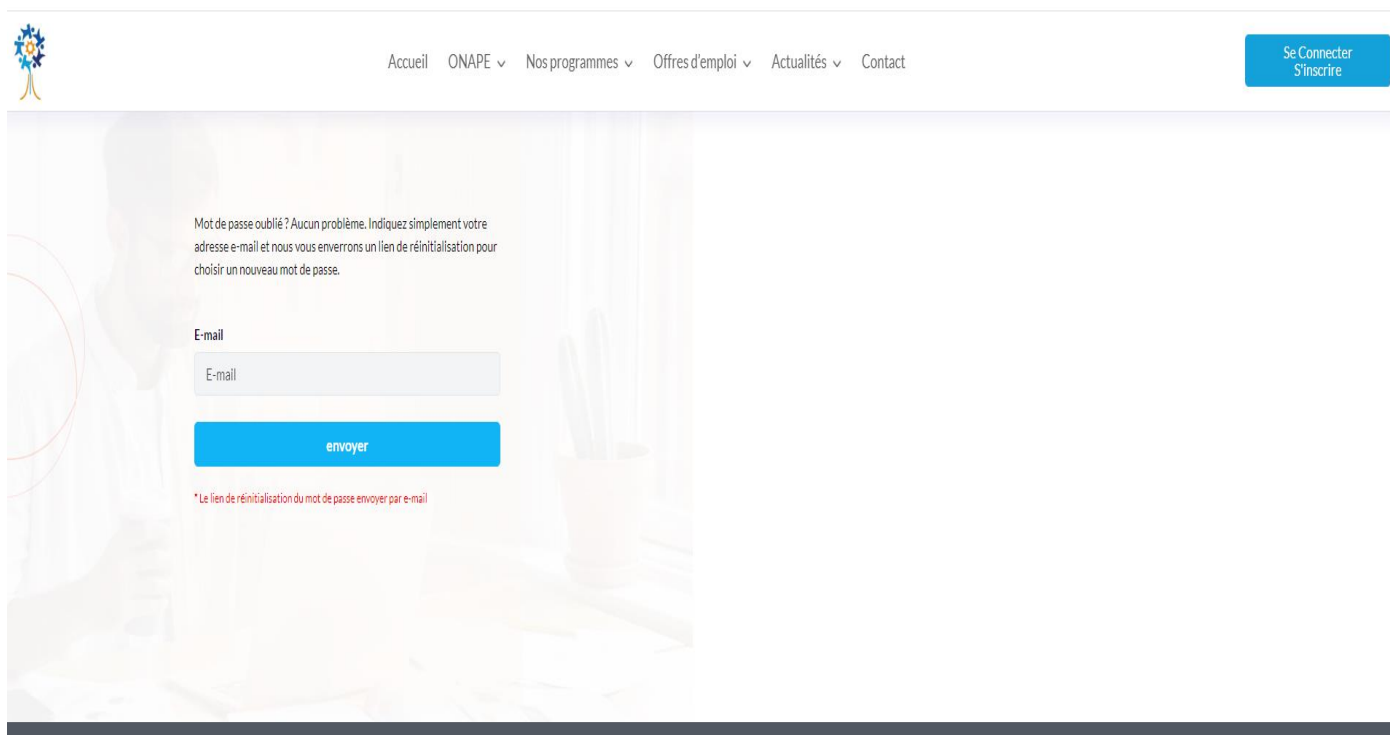 Accueil ONAPE Nos programmes Offres d'emploi Actualités Contact
Se Connecter
S'inscrire
Mot de passe oublié ? Aucun problème. Indiquez simplement votre
adresse e-mail et nous vous enverrons un lien de réinitialisation pour
choisir un nouveau mot de passe.
E-mail
E-mail
envoyer
* Le lien de réinitialisation du mot de passe envoyer par e-mail